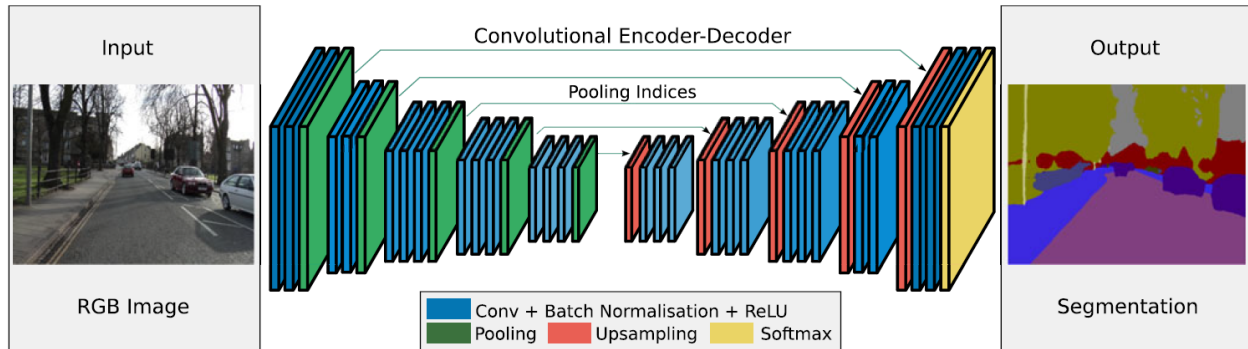 Input
RGB Image
Convolutional Encoder-Decoder
Pooling Indices
Conv + Batch Normalisation + ReLU
Pooling
Upsampling
Softmax
Output
Segmentation